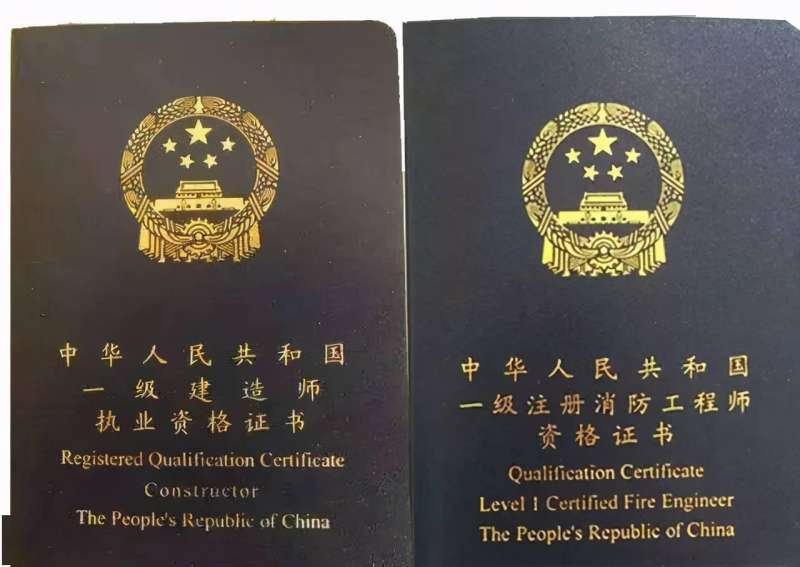 中华人民共和国
一级建造师
执业资格证书
Registered Qualification Certificate
Constructor
The People's Republic of China
中华人民共和国
一级注册消防工程师
资格证书
Qualification Certificate
Level 1 Certified Fire Engineer
The People's Republic of China